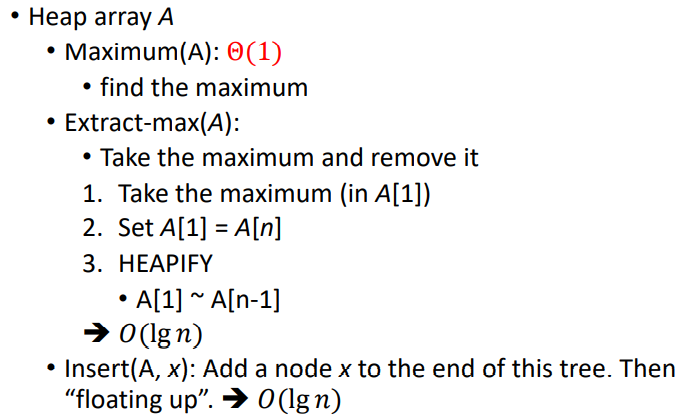 • Heap array A
• Maximum(A): Θ(1)
• find the maximum
• Extract-max(A):
• Take the maximum and remove it
1. Take the maximum (in A[1])
2. Set A[1] = A[n]
3. HEAPIFY
• A[1] ~ A[n-1]
➔ O(lg n)
• Insert(A, x): Add a node x to the end of this tree. Then
“floating up”. ➔ O(lg n)